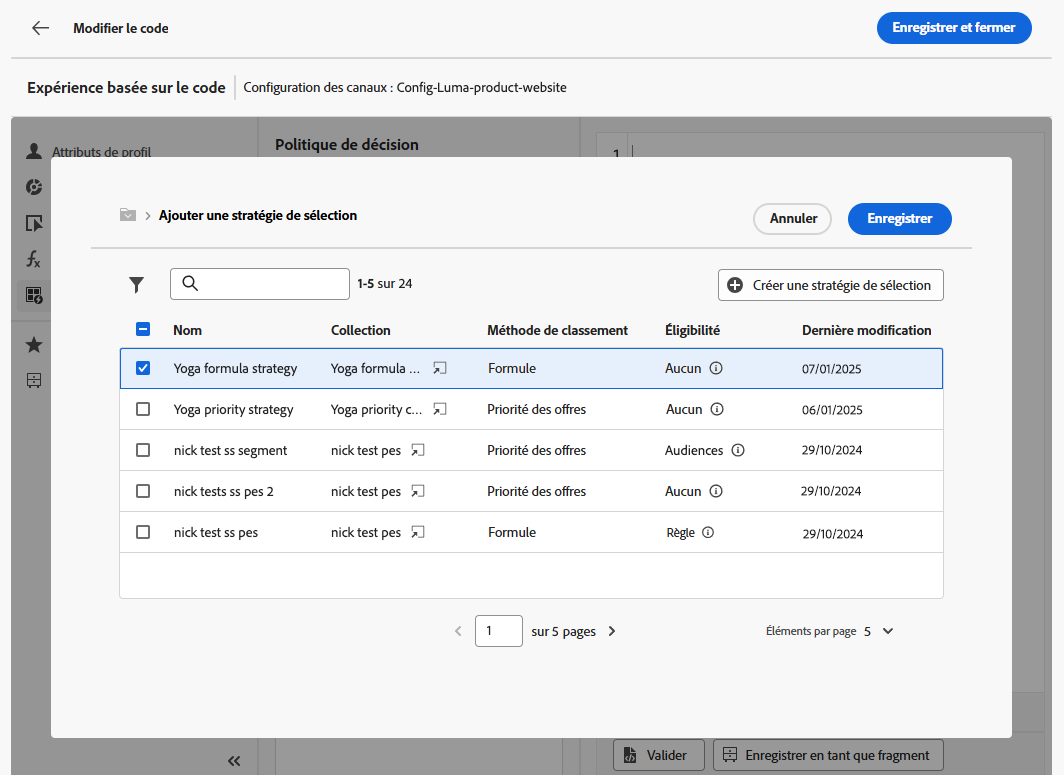 Modifier le code
Enregistrer et fermer
Expérience basée sur le code
Configuration des canaux : Config-Luma-product-website
Attributs de profil
Politique de décision
1
Ajouter une stratégie de sélection
Annuler
Enregistrer
1-5 sur 24
Créer une stratégie de sélection
Nom Collection Méthode de classement Éligibilité Dernière modification
Yoga formula strategy Yoga formula ... Formule Aucun 07/01/2025
Yoga priority strategy Yoga priority c... Priorité des offres Aucun 06/01/2025
nick test ss segment nick test pes Priorité des offres Audiences 29/10/2024
nick tests ss pes 2 nick test pes Priorité des offres Aucun 29/10/2024
nick test ss pes nick test pes Formule Règle 29/10/2024
1 sur 5 pages
Éléments par page 5
Valider
Enregistrer en tant que fragment